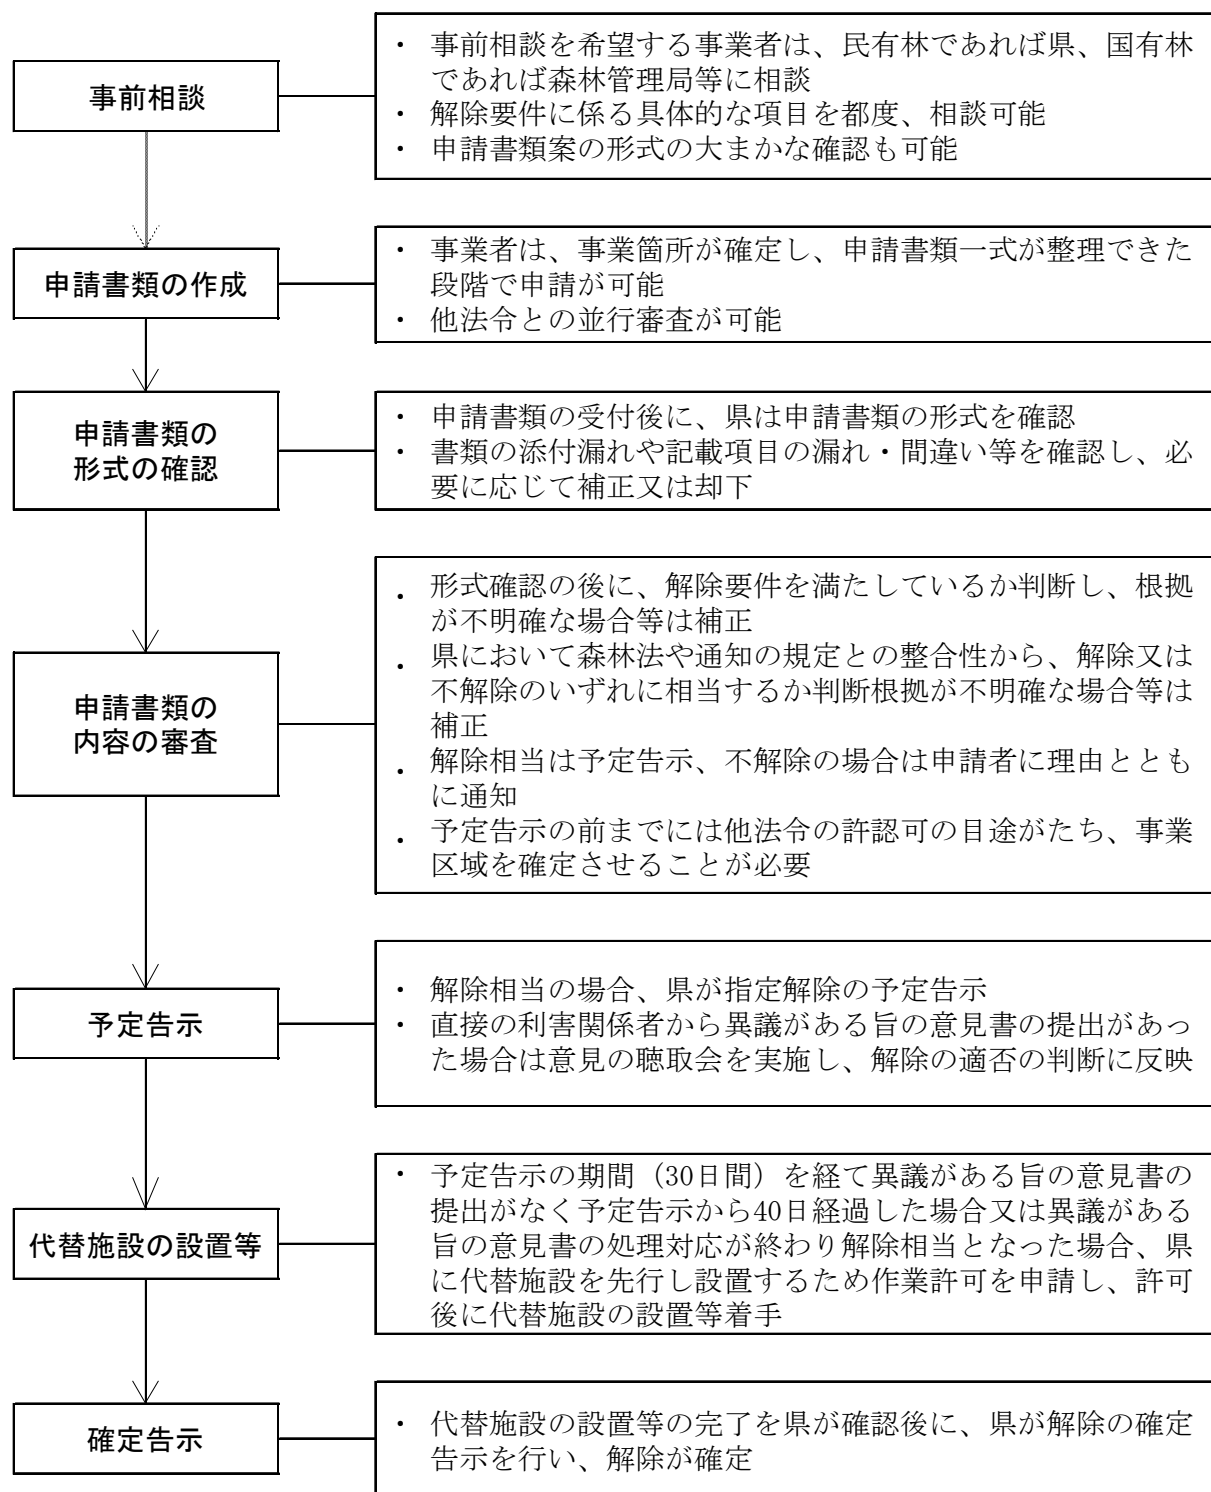 事前相談
・ 事前相談を希望する事業者は、民有林であれば県、国有林
であれば森林管理局等に相談
・ 解除要件に係る具体的な項目を都度、相談可能
・ 申請書類案の形式の大まかな確認も可能
申請書類の作成
・ 事業者は、事業箇所が確定し、申請書類一式が整理できた
段階で申請が可能
・ 他法令との並行審査が可能
申請書類の
形式の確認
・ 申請書類の受付後に、県は申請書類の形式を確認
・ 書類の添付漏れや記載項目の漏れ・間違い等を確認し、必
要に応じて補正又は却下
申請書類の
内容の審査
・ 形式確認の後に、解除要件を満たしているか判断し、根拠
が不明確な場合等は補正
・ 県において森林法や通知の規定との整合性から、解除又は
不解除のいずれに相当するか判断根拠が不明確な場合等は
補正
・ 解除相当は予定告示、不解除の場合は申請者に理由ととも
に通知
・ 予定告示の前までには他法令の許認可の目途がたち、事業
区域を確定させることが必要
予定告示
・ 解除相当の場合、県が指定解除の予定告示
・ 直接の利害関係者から異議がある旨の意見書の提出があっ
た場合は意見の聴取会を実施し、解除の適否の判断に反映
代替施設の設置等
・ 予定告示の期間（30日間）を経て異議がある旨の意見書の
提出がなく予定告示から40日経過した場合又は異議がある
旨の意見書の処理対応が終わり解除相当となった場合、県
に代替施設を先行し設置するため作業許可を申請し、許可
後に代替施設の設置等着手
確定告示
・ 代替施設の設置等の完了を県が確認後に、県が解除の確定
告示を行い、解除が確定